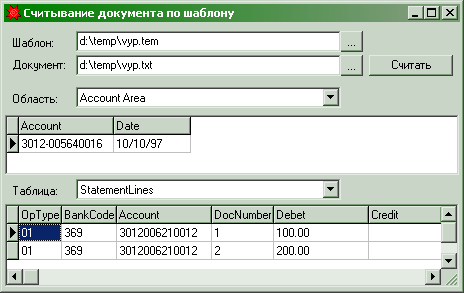 Считывание документа по шаблону
Шаблон: d:\temp\vyp.tem ...
Документ: d:\temp\vyp.txt ... Считать
Область: Account Area
Account Date
3012-005640016 10/10/97
Таблица: StatementLines
OpType BankCode Account DocNumber Debet Credit
01 369 3012006210012 1 100.00
01 369 3012006210012 2 200.00